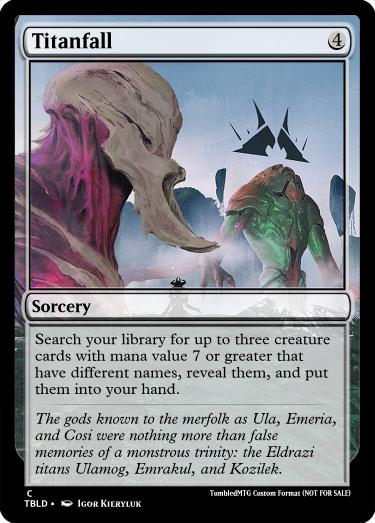 Titanfall 4
Sorcery
Search your library for up to three creature
cards with mana value 7 or greater that
have different names, reveal them, and put
them into your hand.
The gods known to the merfolk as Ula, Emeria,
and Cosi were nothing more than false
memories of a monstrous trinity: the Eldrazi
titans Ulamog, Emrakul, and Kozilek.
C
TBLD • Igor Kieryluk TumbledMTG Custom Format (NOT FOR SALE)